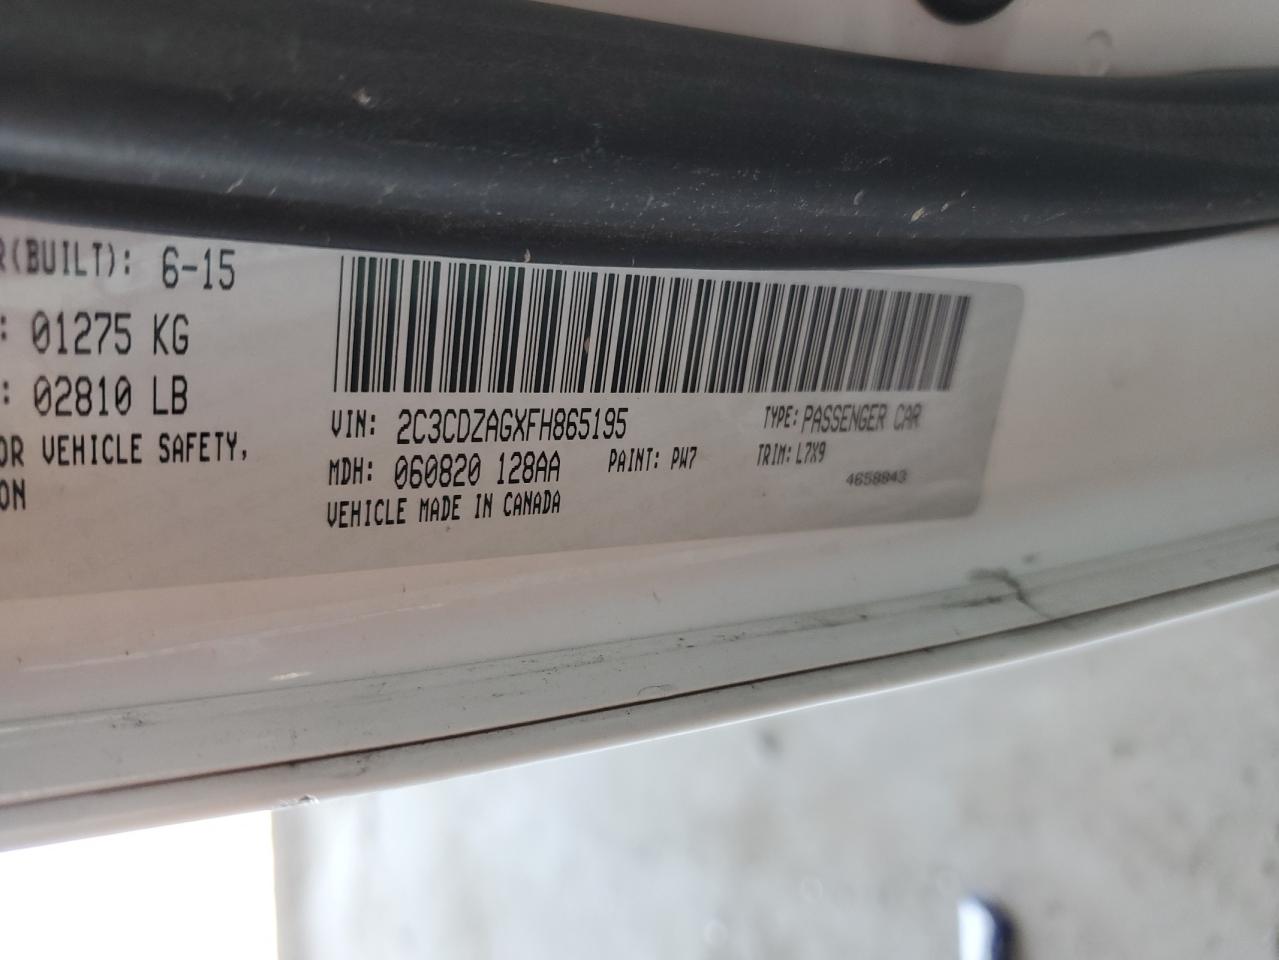 R(BUILT): 6-15
: 01275 KG
: 02810 LB
OR VEHICLE SAFETY,
ON
VIN: 2C3CDZAGXFH865195 TYPE: PASSENGER CAR
MDH: 060820 128AA PAINT: PW7 TRIM: L7X9
VEHICLE MADE IN CANADA 4658843